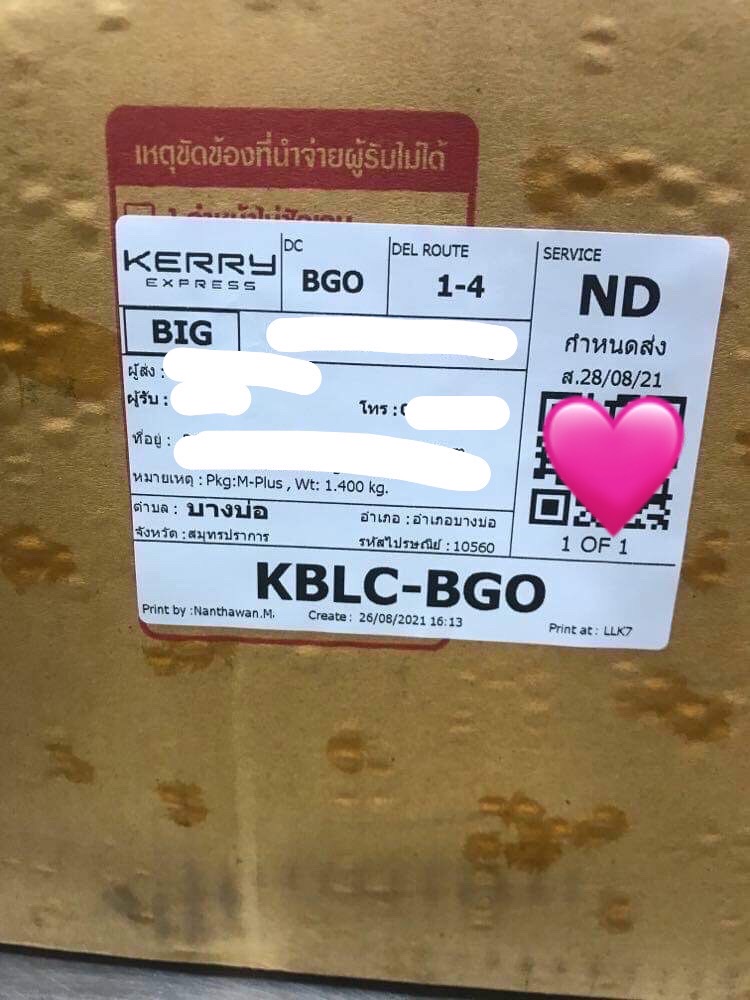 เหตุขัดข้องที่นำจ่ายผู้รับไม่ได้
KERRY
EXPRESS
DC
BGO
DEL ROUTE
1-4
SERVICE
ND
กำหนดส่ง
ส.28/08/21
BIG
ผู้ส่ง :
ผู้รับ :
โทร :0
ที่อยู่ :
หมายเหตุ : Pkg:M-Plus , Wt: 1.400 kg.
ตำบล : บางบ่อ
อำเภอ :อำเภอบางบ่อ
จังหวัด :สมุทรปราการ
รหัสไปรษณีย์ :10560
1 OF 1
KBLC-BGO
Print by :Nanthawan.M.
Create : 26/08/2021 16:13
Print at : LLK7